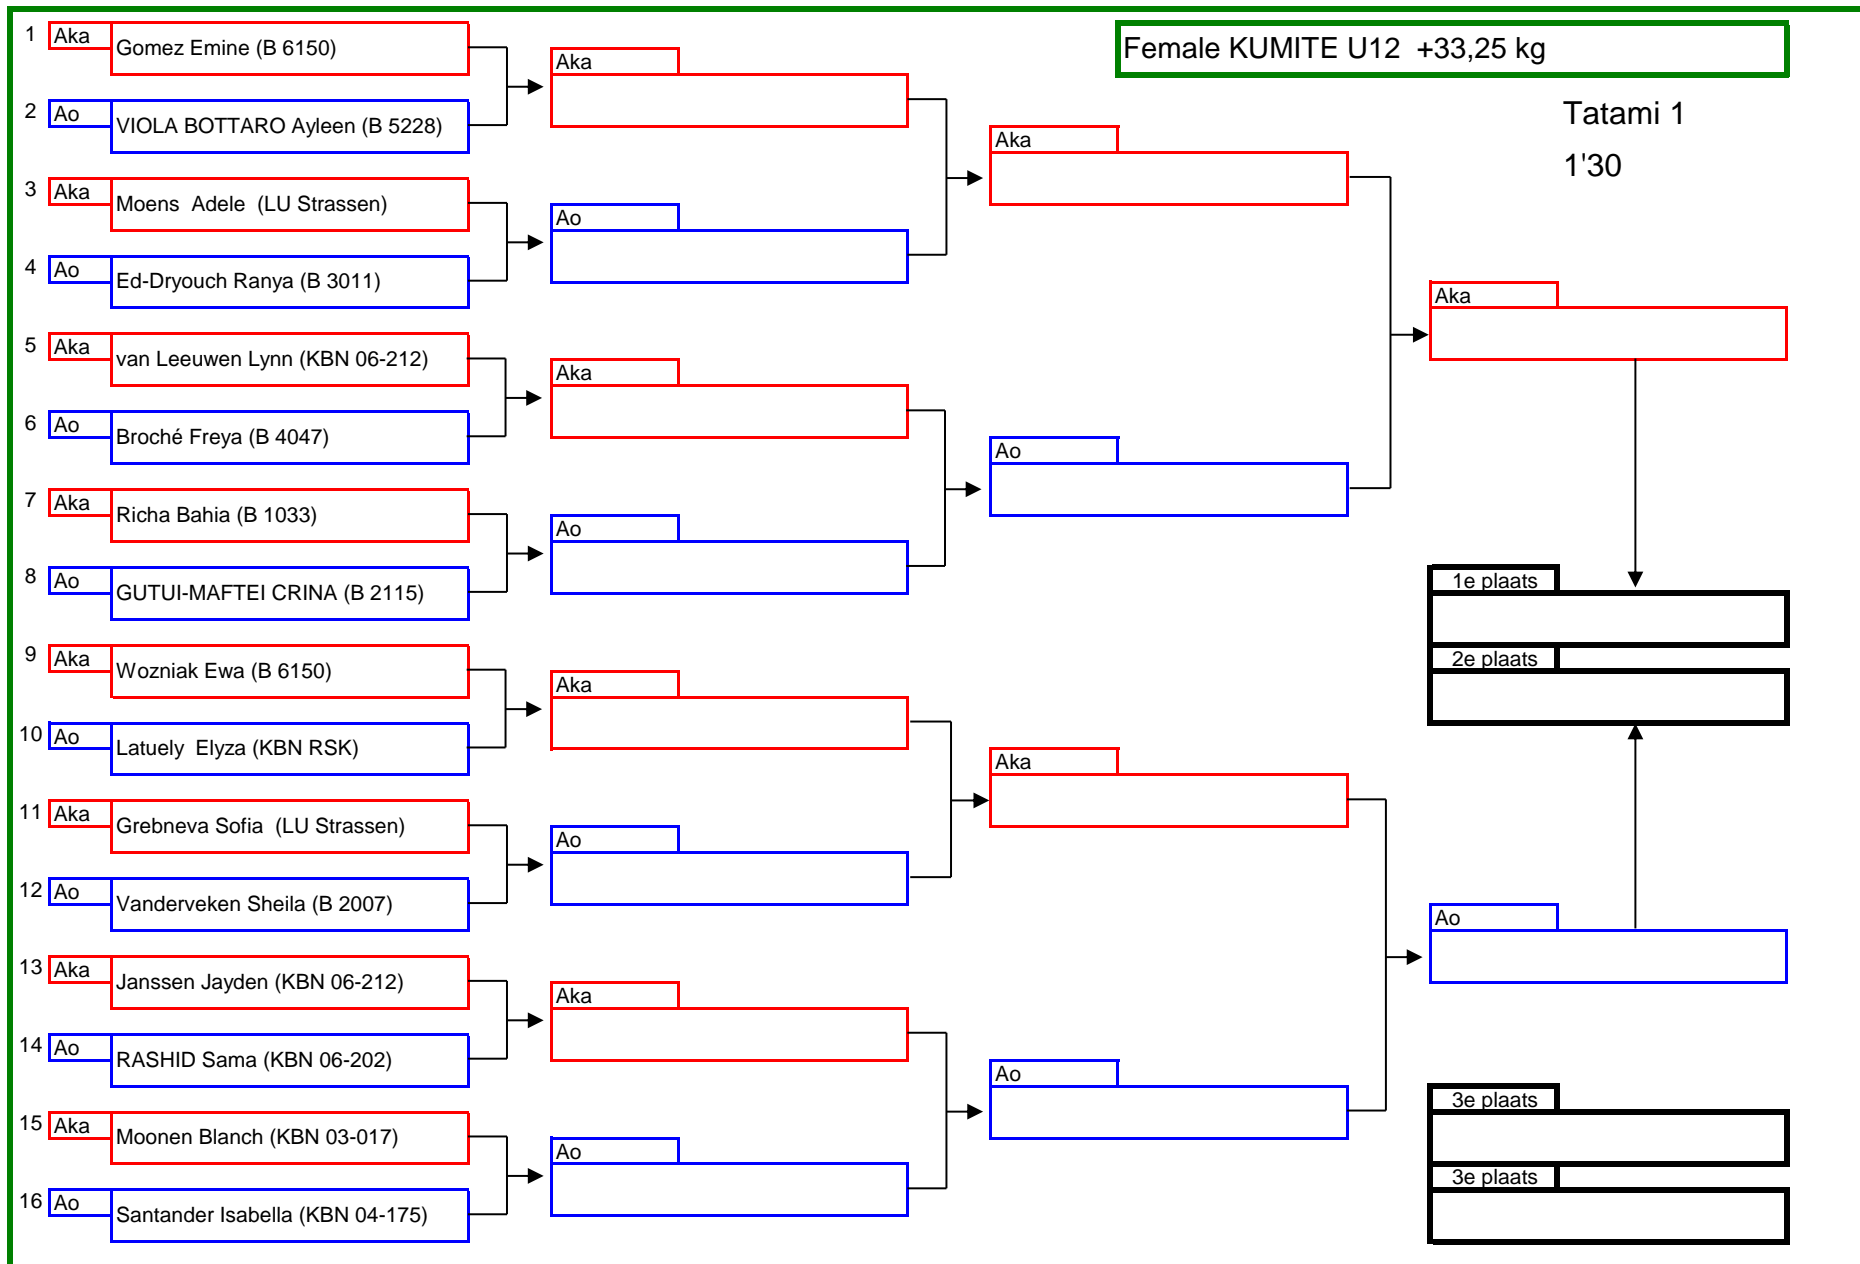 Female KUMITE U12  +33,25 kg
Tatami 1
1'30
1 Aka Gomez Emine (B 6150)
2 Ao VIOLA BOTTARO Ayleen (B 5228)
3 Aka Moens  Adele  (LU Strassen)
4 Ao Ed-Dryouch Ranya (B 3011)
5 Aka van Leeuwen Lynn (KBN 06-212)
6 Ao Broché Freya (B 4047)
7 Aka Richa Bahia (B 1033)
8 Ao GUTUI-MAFTEI CRINA (B 2115)
9 Aka Wozniak Ewa (B 6150)
10 Ao Latuely  Elyza (KBN RSK)
11 Aka Grebneva Sofia  (LU Strassen)
12 Ao Vanderveken Sheila (B 2007)
13 Aka Janssen Jayden (KBN 06-212)
14 Ao RASHID Sama (KBN 06-202)
15 Aka Moonen Blanch (KBN 03-017)
16 Ao Santander Isabella (KBN 04-175)
Aka
Ao
Aka
Ao
Aka
Ao
Aka
Ao
Aka
Ao
Aka
Ao
Aka
Ao
1e plaats
2e plaats
3e plaats
3e plaats